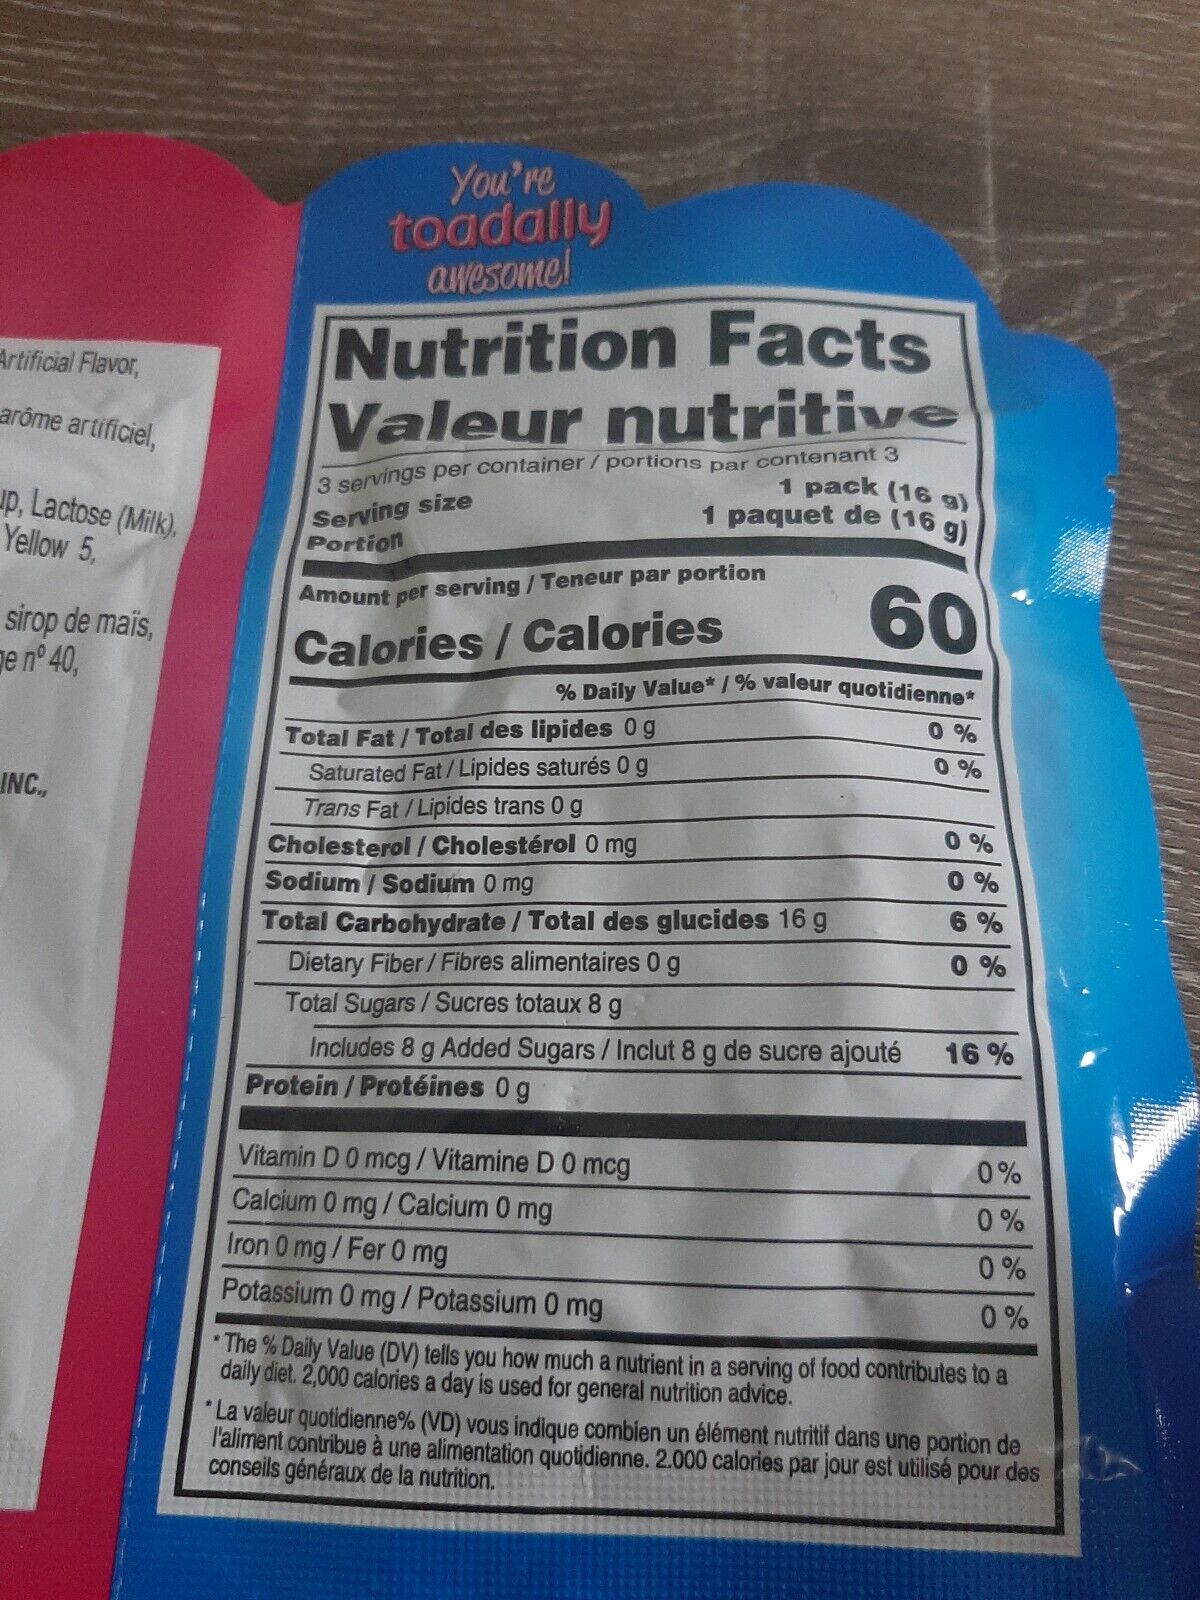 You're
toadally
awesome!
Artificial Flavor,
arôme artificiel,
Lactose (Milk),
Yellow 5,
sirop de maïs,
nº 40,
INC.,
Nutrition Facts
Valeur nutritive
3 servings per container / portions par contenant 3
Serving size 1 pack (16 g)
Portion 1 paquet de (16 g)
Amount per serving / Teneur par portion
Calories / Calories 60
% Daily Value* / % valeur quotidienne*
Total Fat / Total des lipides 0 g 0 %
Saturated Fat / Lipides saturés 0 g 0 %
Trans Fat / Lipides trans 0 g
Cholesterol / Cholestérol 0 mg 0 %
Sodium / Sodium 0 mg 0 %
Total Carbohydrate / Total des glucides 16 g 6 %
Dietary Fiber / Fibres alimentaires 0 g 0 %
Total Sugars / Sucres totaux 8 g
Includes 8 g Added Sugars / Inclut 8 g de sucre ajouté 16 %
Protein / Protéines 0 g
Vitamin D 0 mcg / Vitamine D 0 mcg 0 %
Calcium 0 mg / Calcium 0 mg 0 %
Iron 0 mg / Fer 0 mg 0 %
Potassium 0 mg / Potassium 0 mg 0 %
* The % Daily Value (DV) tells you how much a nutrient in a serving of food contributes to a
daily diet. 2,000 calories a day is used for general nutrition advice.
* La valeur quotidienne% (VD) vous indique combien un élément nutritif dans une portion de
l'aliment contribue à une alimentation quotidienne. 2.000 calories par jour est utilisé pour des
conseils généraux de la nutrition.